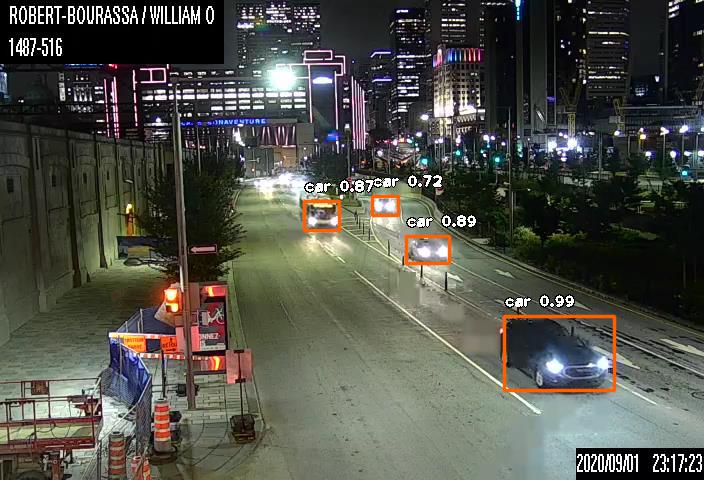 ROBERT-BOURASSA / WILLIAM O
1487-516
car 0.87
car 0.72
car 0.89
car 0.99
2020/09/01 23:17:23